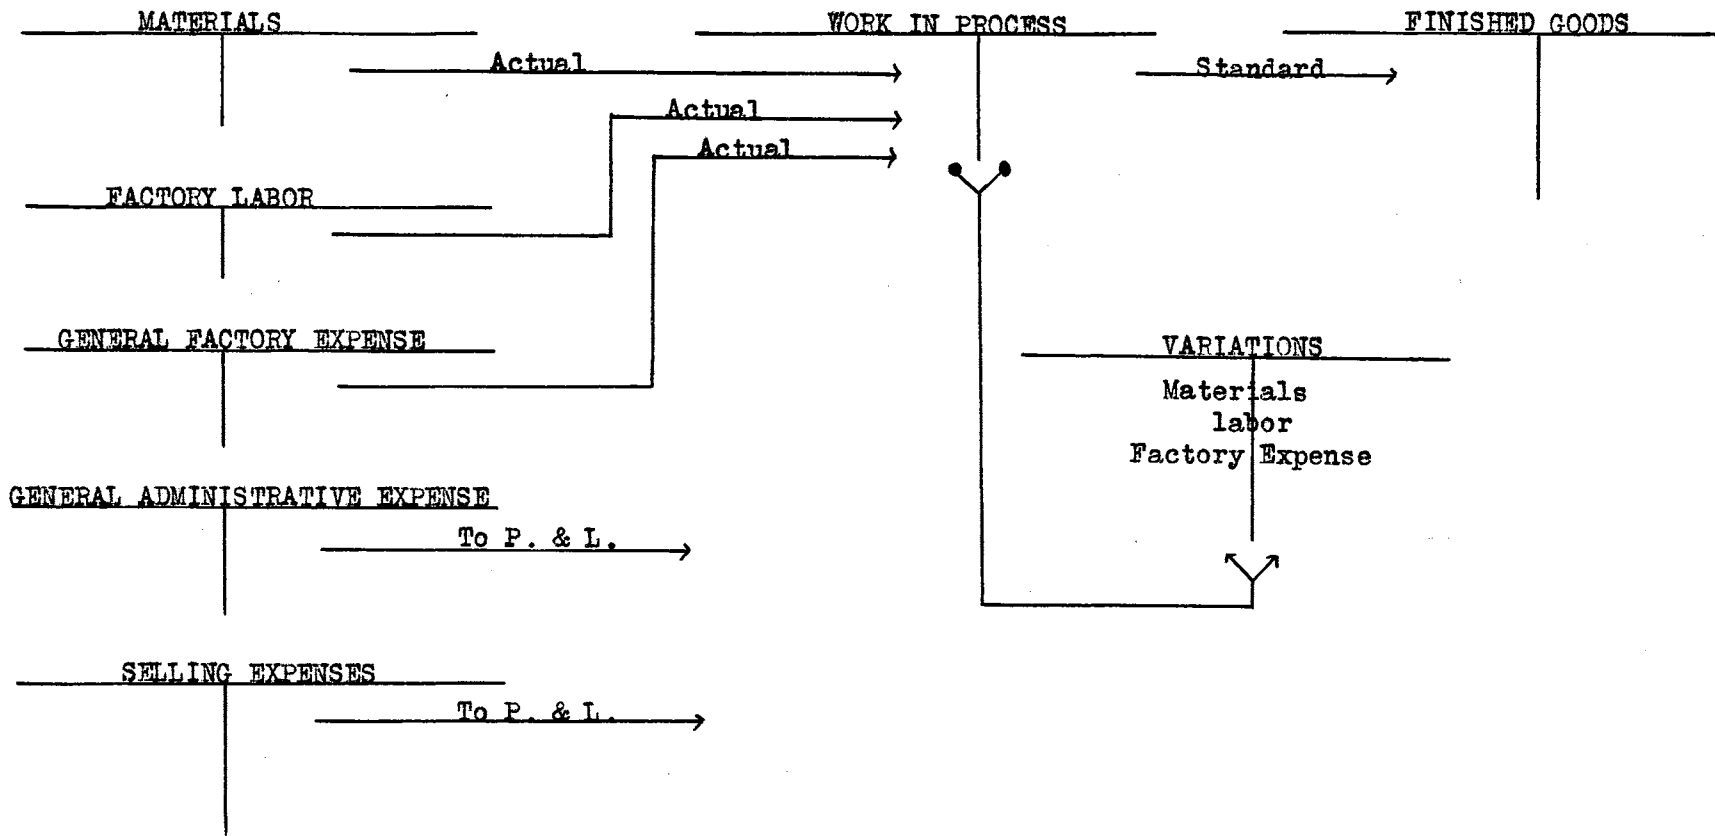 MATERIALS
WORK IN PROCESS
FINISHED GOODS
Actual
Standard
Actual
Actual
FACTORY LABOR
GENERAL FACTORY EXPENSE
VARIATIONS
Materials
labor
Factory Expense
GENERAL ADMINISTRATIVE EXPENSE
To P. & L.
SELLING EXPENSES
To P. & L.